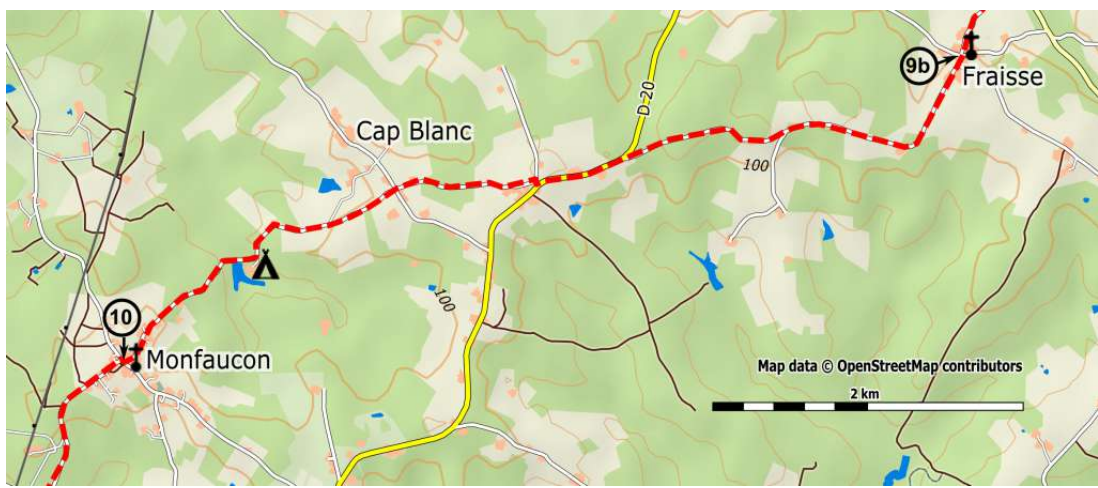 9b
Fraisse
D 20
Cap Blanc
100
100
10
Monfaucon
Map data © OpenStreetMap contributors
2 km